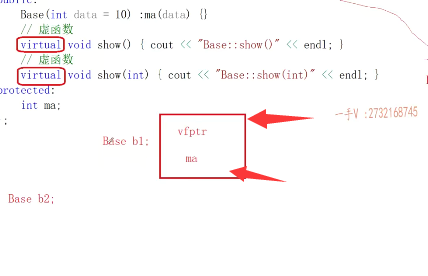 public:
Base(int data = 10) :ma(data) {}
// 虚函数
virtual void show() { cout << "Base::show()" << endl; }
// 虚函数
virtual void show(int) { cout << "Base::show(int)" << endl; }
protected:
int ma;
};
一手V :2732168745
Base b1;
vfptr
ma
Base b2;